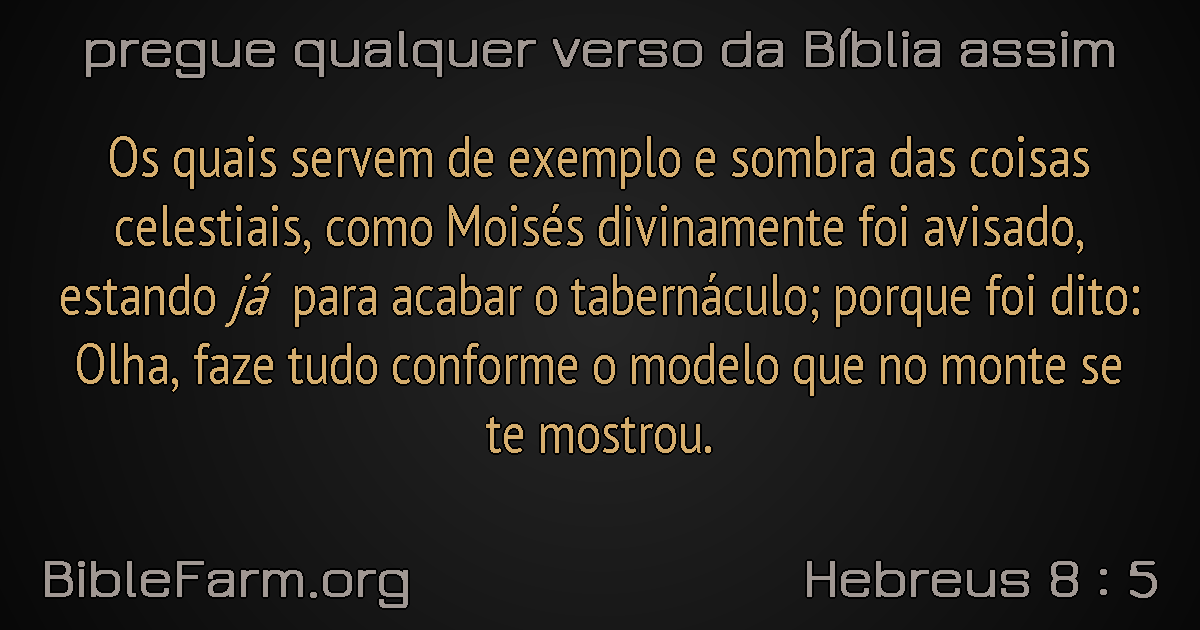 pregue qualquer verso da Bíblia assim
Os quais servem de exemplo e sombra das coisas
celestiais, como Moisés divinamente foi avisado,
estando já para acabar o tabernáculo; porque foi dito:
Olha, faze tudo conforme o modelo que no monte se
te mostrou.
BibleFarm.org
Hebreus 8 : 5